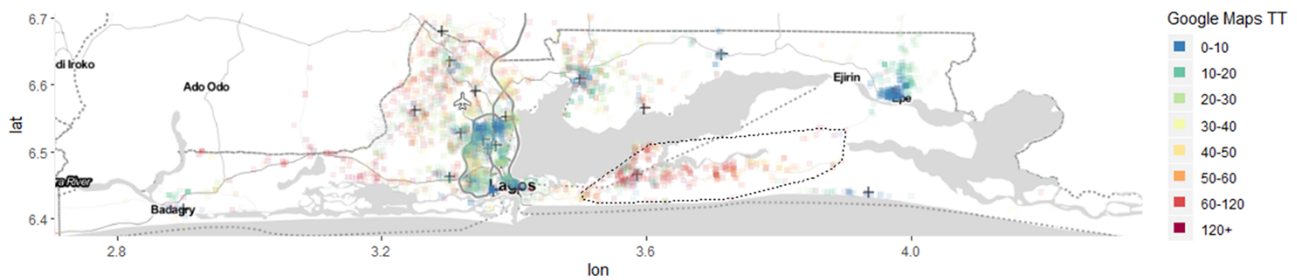 Google Maps TT
0-10
10-20
20-30
30-40
40-50
50-60
60-120
120+
6.7
6.6
6.5
6.4
lat
di Iroko
Ado Odo
Ejirin
Epe
ra River
Lagos
Badagry
2.8
3.2
3.6
4.0
lon